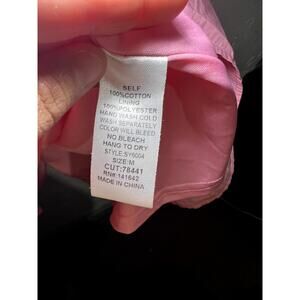 SELF
100%COTTON
LINING
100%POLYESTER
HAND WASH COLD
WASH SEPARATELY
COLOR WILL BLEED
NO BLEACH
HANG TO DRY
STYLE:SY6004
SIZE:M
CUT:78441
RN#:141642
MADE IN CHINA